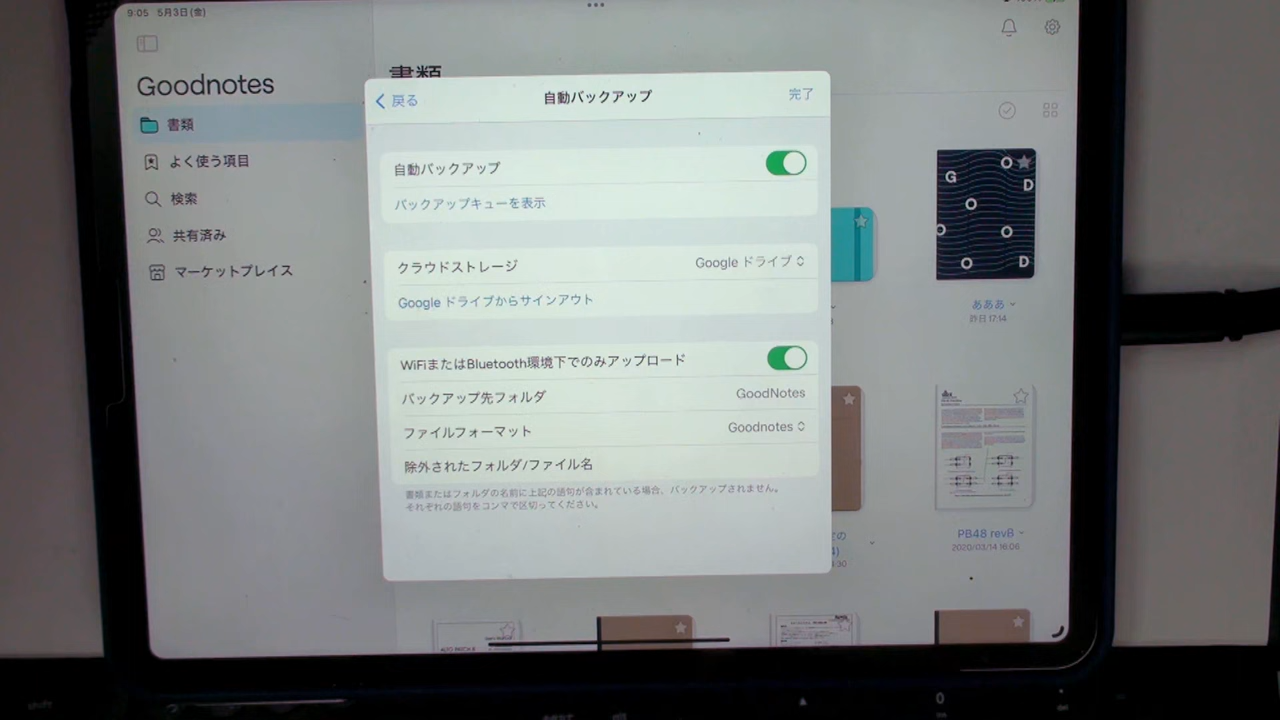 9:05 5月3日(金)
Goodnotes
書類
よく使う項目
検索
共有済み
マーケットプレイス
書類
戻る
自動バックアップ
完了
自動バックアップ
バックアップキューを表示
クラウドストレージ
Google ドライブ
Google ドライブからサインアウト
WiFiまたはBluetooth環境下でのみアップロード
バックアップ先フォルダ
GoodNotes
ファイルフォーマット
Goodnotes
除外されたフォルダ/ファイル名
書類またはフォルダの名前に上記の語句が含まれている場合、バックアップされません。
それぞれの語句をコンマで区切ってください。
G O O D
O O O D
あああ
昨日 17:14
PB48 revB
2020/03/14 16:06
shift
0